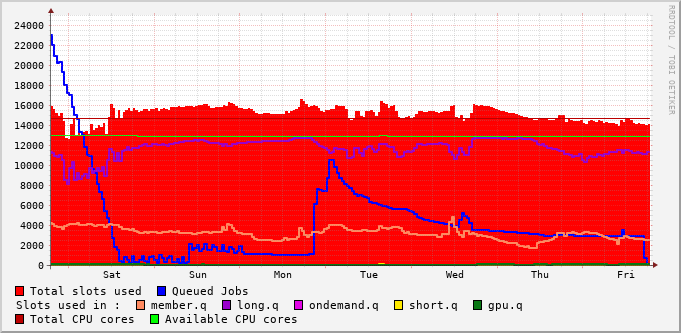 RRDTOOL / TOBI OETIKER
24000
22000
20000
18000
16000
14000
12000
10000
8000
6000
4000
2000
0
Sat Sun Mon Tue Wed Thu Fri
Total slots used Queued Jobs
Slots used in : member.q long.q ondemand.q short.q gpu.q
Total CPU cores Available CPU cores